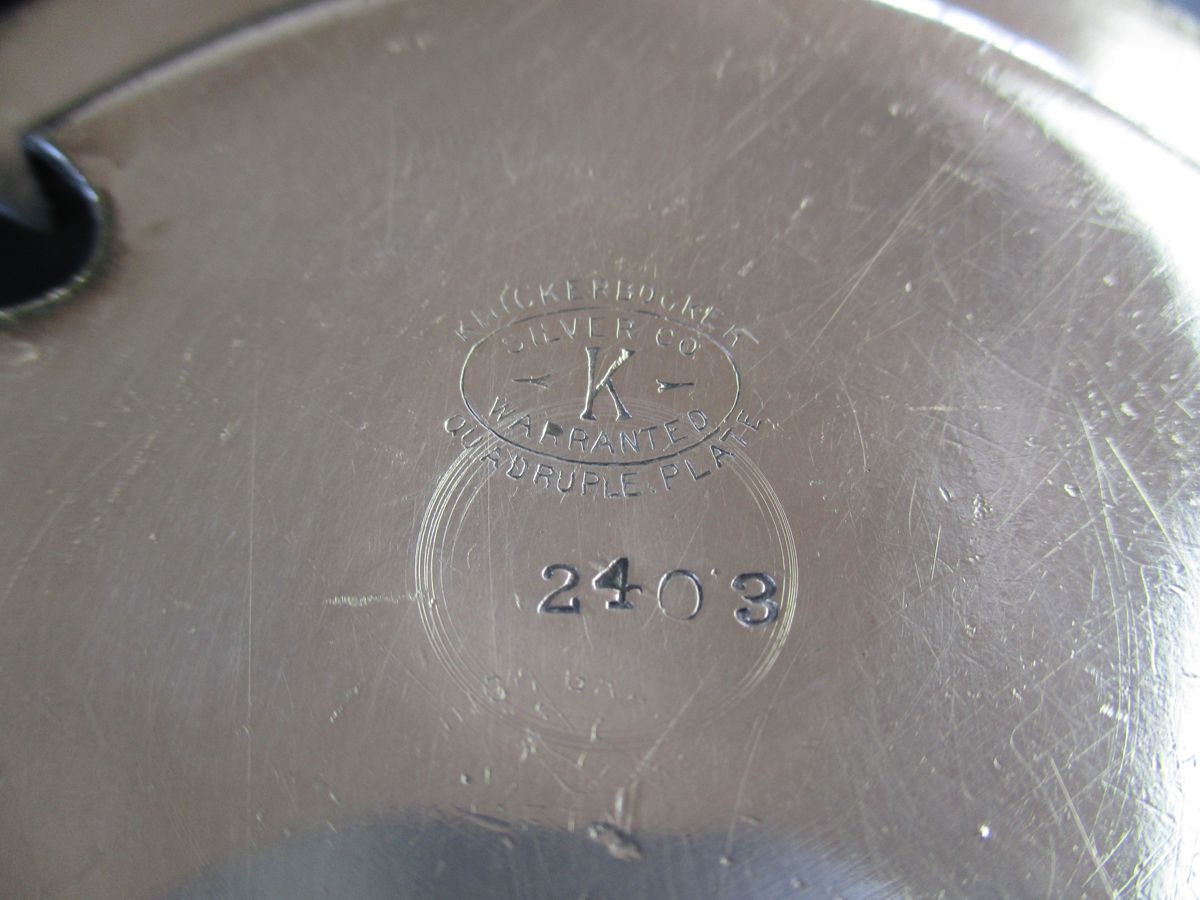 KNICKERBOCKER
SILVER CO
K
WARRANTED
QUADRUPLE. PLATE
2403